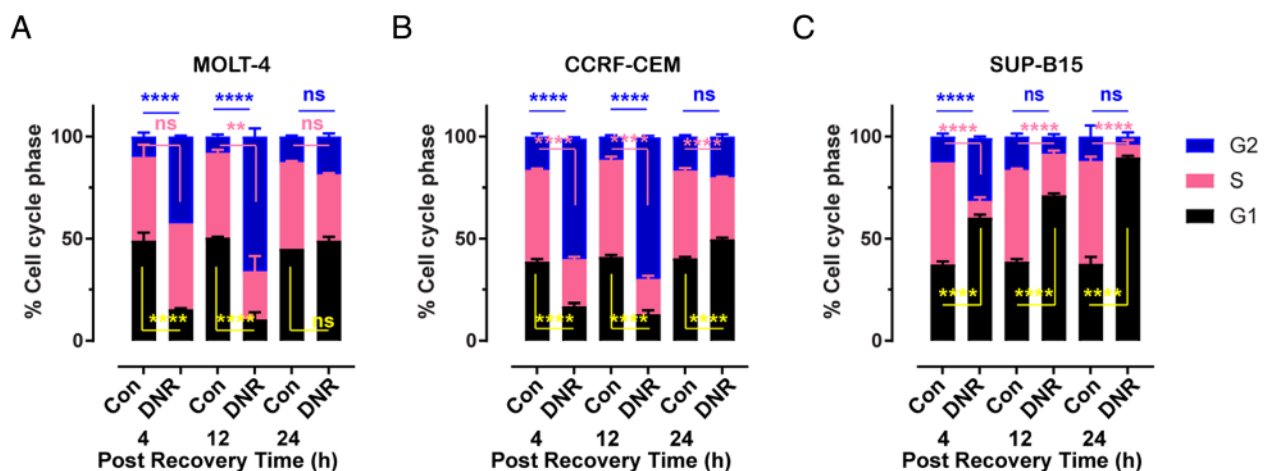 A
B
C
MOLT-4
CCRF-CEM
SUP-B15
**** **** ns
**** **** ns
**** ns ns
ns ** ns
**** **** ****
**** **** ****
100
50
0
% Cell cycle phase
**** **** ns
Con DNR Con DNR Con DNR
4 12 24
Post Recovery Time (h)
100
50
0
% Cell cycle phase
**** **** ****
Con DNR Con DNR Con DNR
4 12 24
Post Recovery Time (h)
100
50
0
% Cell cycle phase
**** **** ****
Con DNR Con DNR Con DNR
4 12 24
Post Recovery Time (h)
G2
S
G1